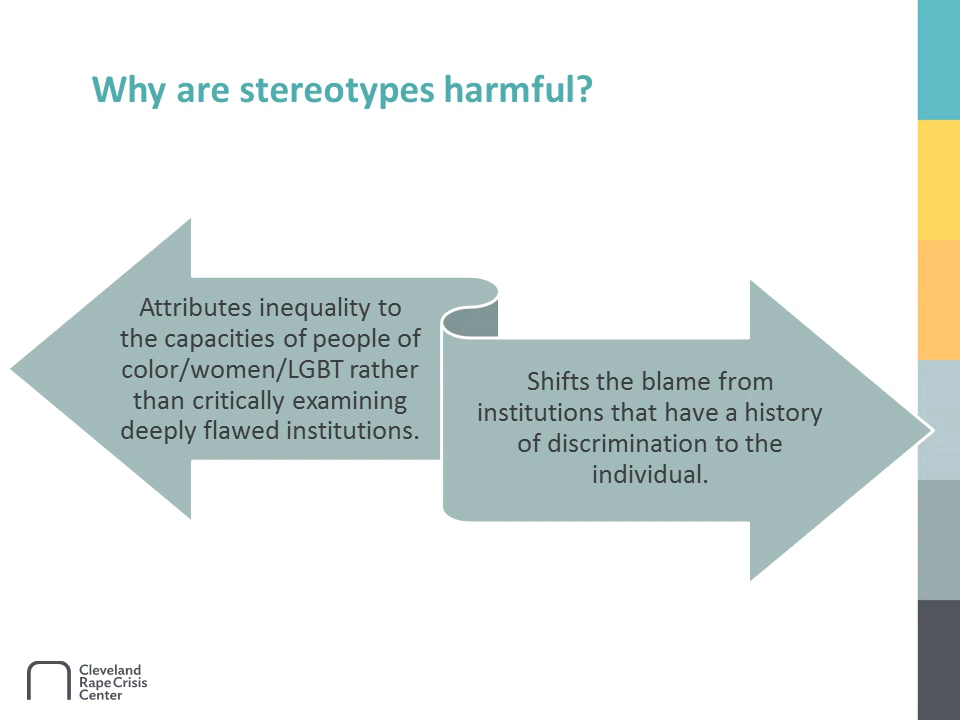 Why are stereotypes harmful?
Attributes inequality to
the capacities of people of
color/women/LGBT rather
than critically examining
deeply flawed institutions.
Shifts the blame from
institutions that have a history
of discrimination to the
individual.
Cleveland
Rape Crisis
Center